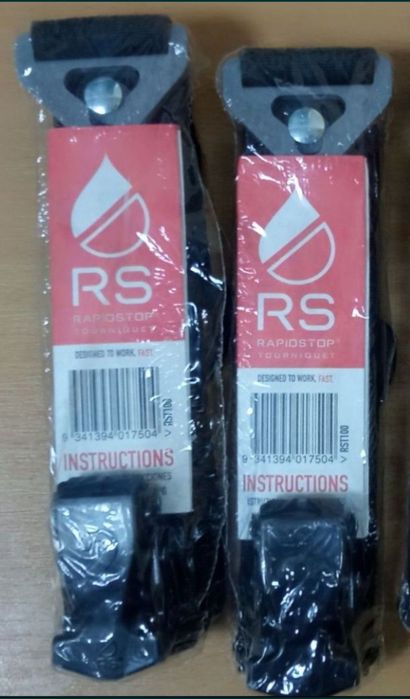 RS
RAPIDSTOP
TOURNIQUET
DESIGNED TO WORK. FAST.
9 341394 017504 >
RST100
INSTRUCTIONS
RS
RAPIDSTOP
TOURNIQUET
DESIGNED TO WORK. FAST.
9 341394 017504 >
RST100
INSTRUCTIONS